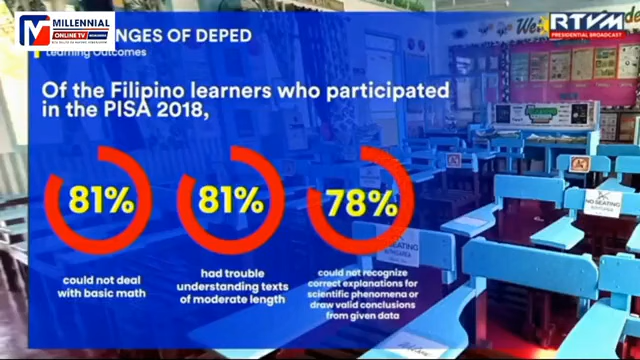 MILLENNIAL
ONLINE TV
RTVM
PRESIDENTIAL BROADCAST
NGES OF DEPED
Learning Outcomes
Of the Filipino learners who participated
in the PISA 2018,
81%
81%
78%
could not deal
with basic math
had trouble
understanding texts
of moderate length
could not recognize
correct explanations for
scientific phenomena or
draw valid conclusions
from given data
NO SEATING